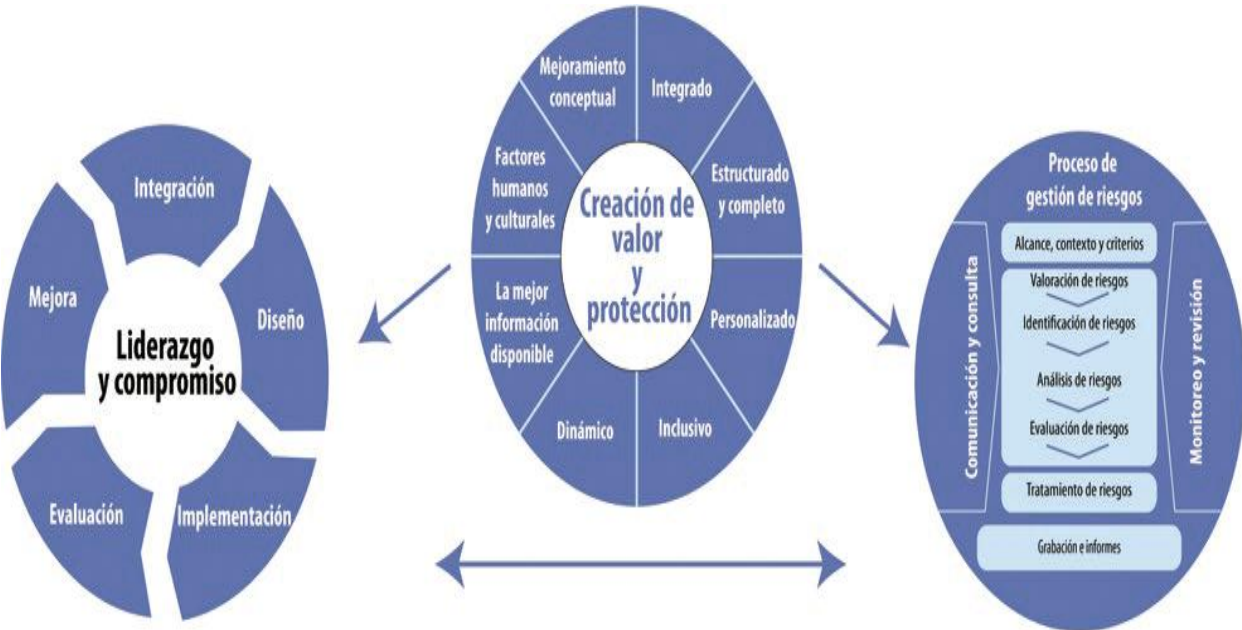 Integración
Diseño
Implementación
Evaluación
Mejora
Liderazgo
y compromiso
Mejoramiento
conceptual
Integrado
Estructurado
y completo
Personalizado
Inclusivo
Dinámico
La mejor
información
disponible
Factores
humanos
y culturales
Creación de
valor
y
protección
Proceso de
gestión de riesgos
Comunicación y consulta
Alcance, contexto y criterios
Valoración de riesgos
Identificación de riesgos
Análisis de riesgos
Evaluación de riesgos
Tratamiento de riesgos
Monitoreo y revisión
Grabación e informes